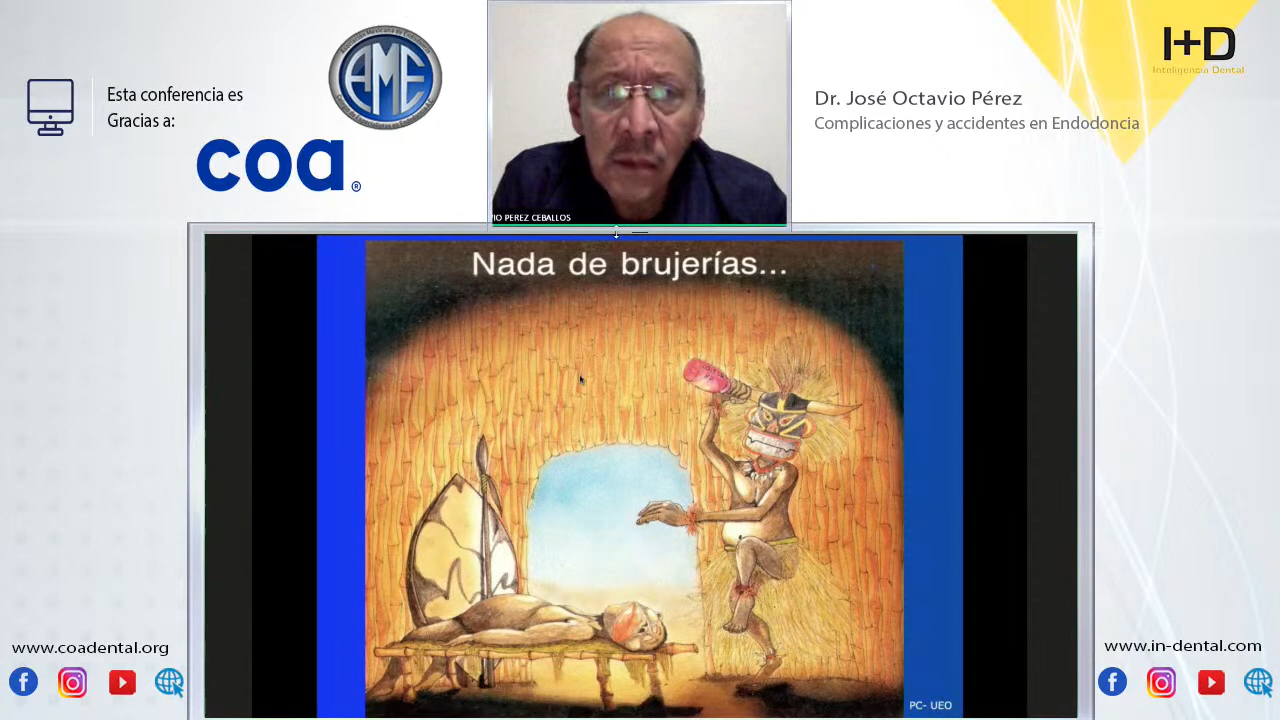 Esta conferencia es
Gracias a:
AME
coa®
IO PEREZ CEBALLOS
Dr. José Octavio Pérez
Complicaciones y accidentes en Endodoncia
I+D
Inteligencia Dental
Nada de brujerías...
PC- UEO
www.coadental.org
www.in-dental.com